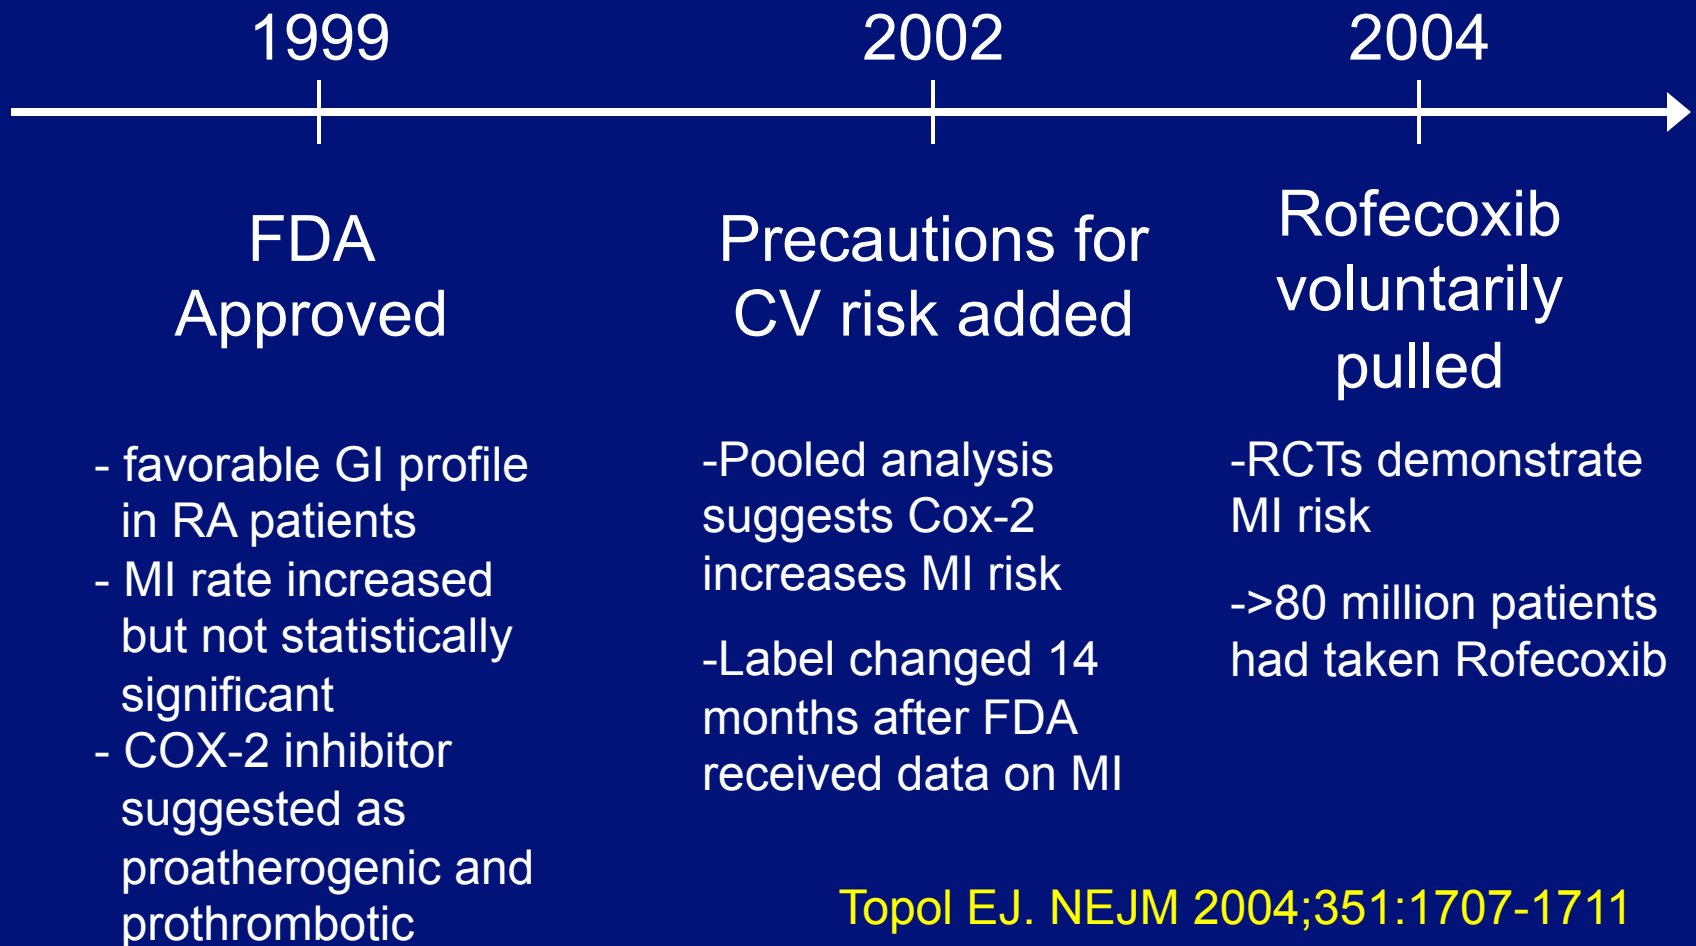 1999
2002
2004
FDA
Approved
- favorable GI profile
in RA patients
- MI rate increased
but not statistically
significant
- COX-2 inhibitor
suggested as
proatherogenic and
prothrombotic
Precautions for
CV risk added
-Pooled analysis
suggests Cox-2
increases MI risk
-Label changed 14
months after FDA
received data on MI
Rofecoxib
voluntarily
pulled
-RCTs demonstrate
MI risk
->80 million patients
had taken Rofecoxib
Topol EJ. NEJM 2004;351:1707-1711